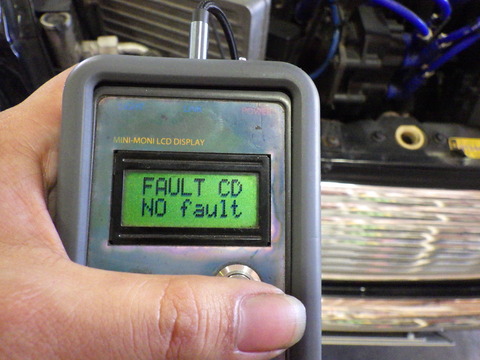 MINI-MONI LCD DISPLAY
FAULT CD
NO fault